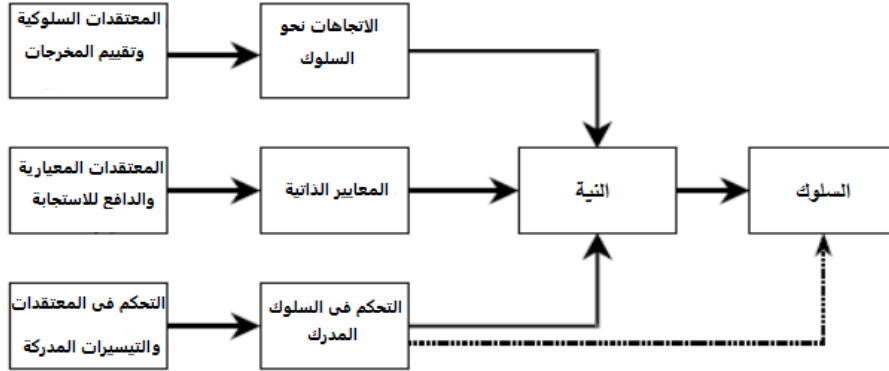 المعتقدات السلوكية
وتقييم المخرجات
الاتجاهات نحو
السلوك
المعتقدات المعيارية
والدافع للاستجابة
المعايير الذاتية
النية
السلوك
التحكم فى المعتقدات
والتيسيرات المدركة
التحكم فى السلوك
المدرك